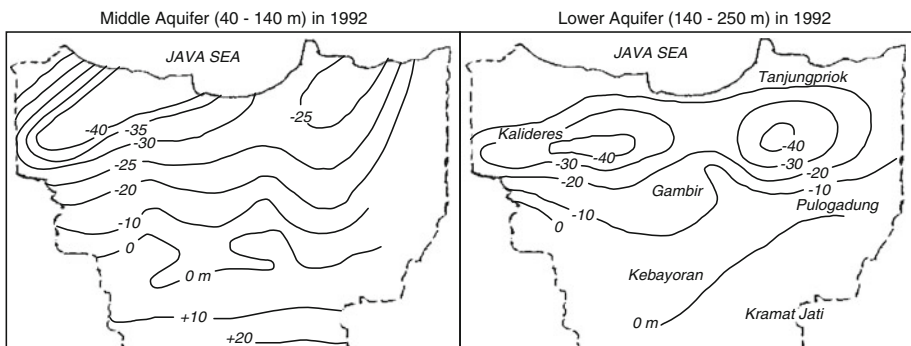 Middle Aquifer (40 - 140 m) in 1992
JAVA SEA
-25
-40
-35
-30
-25
-20
-10
0
0 m
+10
+20
Lower Aquifer (140 - 250 m) in 1992
JAVA SEA
Tanjungpriok
Kalideres
-40
-40
-30
-30
-20
-20
-10
Gambir
Pulogadung
-10
0
Kebayoran
0 m
Kramat Jati